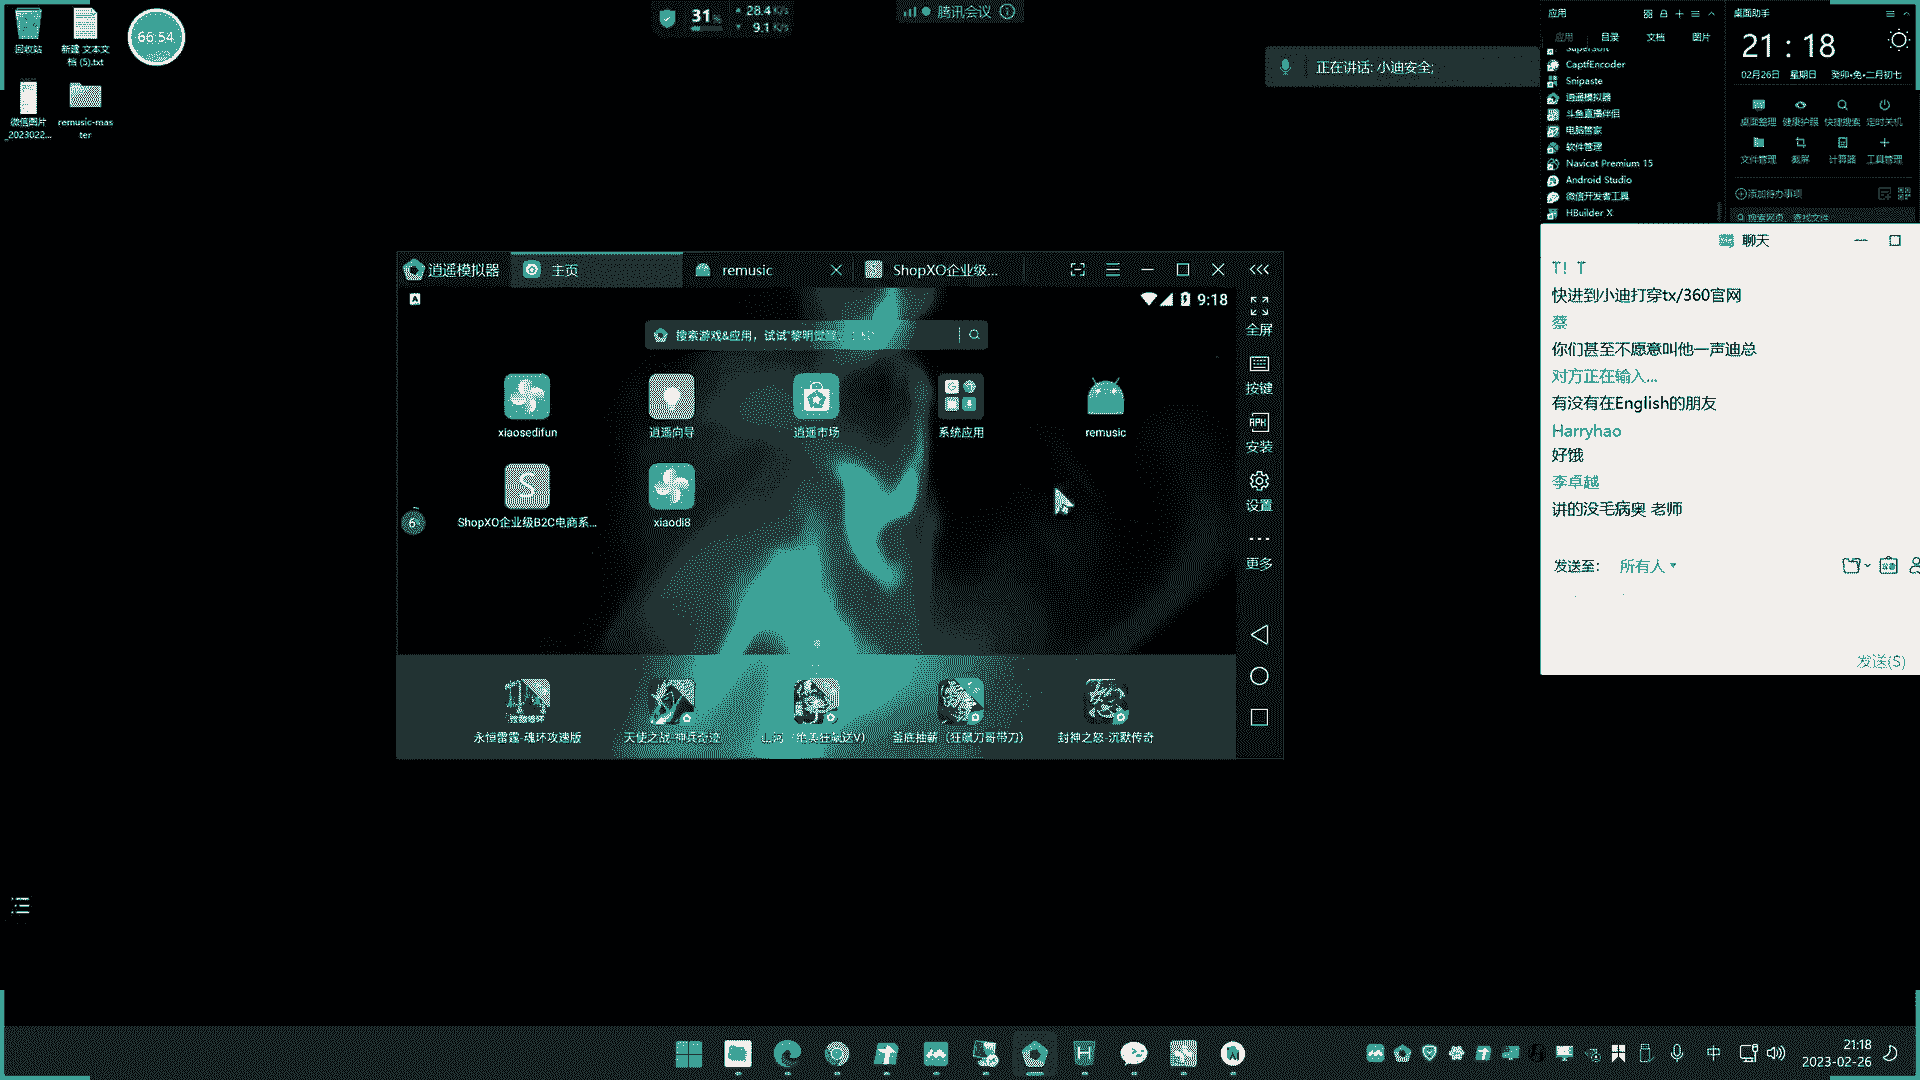 回收站
新建 文本文
档 (5).txt
66:54
微信图片
_2023022...
remusic-mas
ter
31%
28.4 K/s
9.1 K/s
腾讯会议
正在讲话: 小迪安全;
应用
应用
目录
文档
图片
CaptfEncoder
Snipaste
逍遥模拟器
斗鱼直播伴侣
电脑管家
软件管理
Navicat Premium 15
Android Studio
微信开发者工具
HBuilder X
桌面助手
21 : 18
02月26日 星期日 癸卯•兔•二月初七
桌面整理
健康护眼
快捷搜索
定时关机
文件管理
截屏
计算器
工具管理
添加待办事项
搜索网页、查找文件
聊天
T! T
快进到小迪打穿tx/360官网
蔡
你们甚至不愿意叫他一声迪总
对方正在输入...
有没有在English的朋友
Harryhao
好饿
李卓越
讲的没毛病奥 老师
发送至:
所有人
发送(S)
逍遥模拟器
主页
remusic
ShopXO企业级...
9:18
搜索游戏&应用，试试"黎明觉醒
xiaosedifun
逍遥向导
逍遥市场
系统应用
remusic
ShopXO企业级B2C电商系...
xiaodi8
6
全屏
按键
安装
设置
更多
永恒雷霆-魂环攻速版
天使之战-神兵奇迹
釜底抽薪（狂飙刀哥带刀）
封神之怒-沉默传奇
中
21:18
2023-02-26